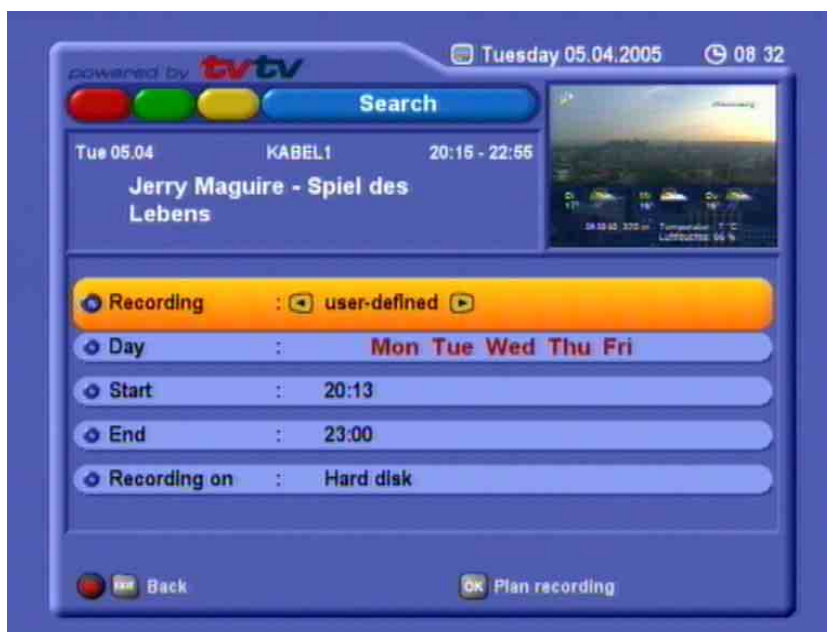 powered by tvtv
Tuesday 05.04.2005 08 32
Search
Tue 05.04 KABEL1 20:15 - 22:55
Jerry Maguire - Spiel des
Lebens
Recording : user-defined
Day : Mon Tue Wed Thu Fri
Start : 20:13
End : 23:00
Recording on : Hard disk
EXIT Back
OK Plan recording